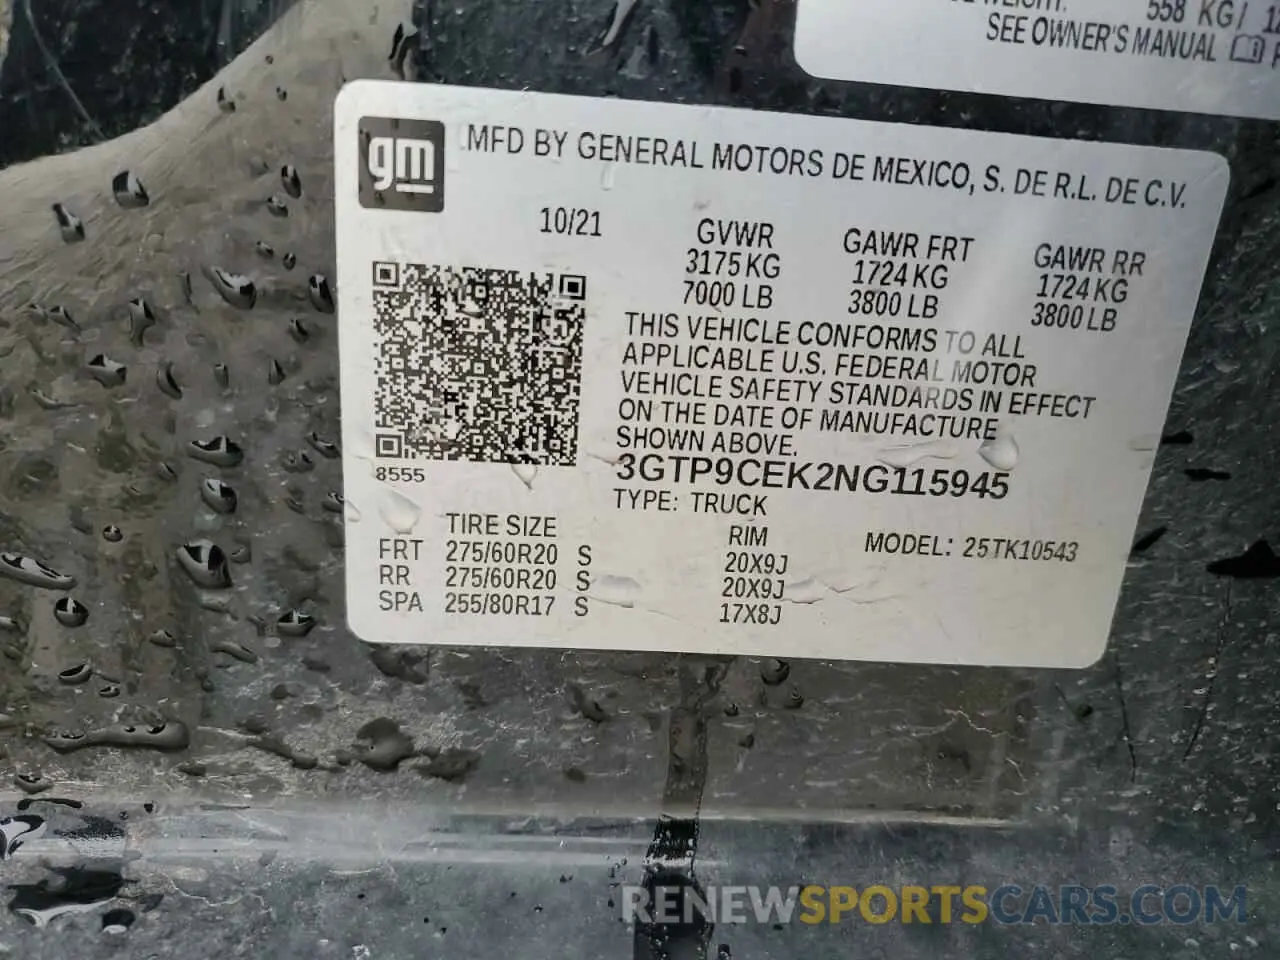 558 KG/
SEE OWNER'S MANUAL
gm
MFD BY GENERAL MOTORS DE MEXICO, S. DE R.L. DE C.V.
10/21
GVWR GAWR FRT GAWR RR
3175 KG 1724 KG 1724 KG
7000 LB 3800 LB 3800 LB
THIS VEHICLE CONFORMS TO ALL
APPLICABLE U.S. FEDERAL MOTOR
VEHICLE SAFETY STANDARDS IN EFFECT
ON THE DATE OF MANUFACTURE
SHOWN ABOVE.
3GTP9CEK2NG115945
8555
TYPE: TRUCK
TIRE SIZE RIM MODEL: 25TK10543
FRT 275/60R20 S 20X9J
RR 275/60R20 S 20X9J
SPA 255/80R17 S 17X8J
RENEWSPORTSCARS.COM